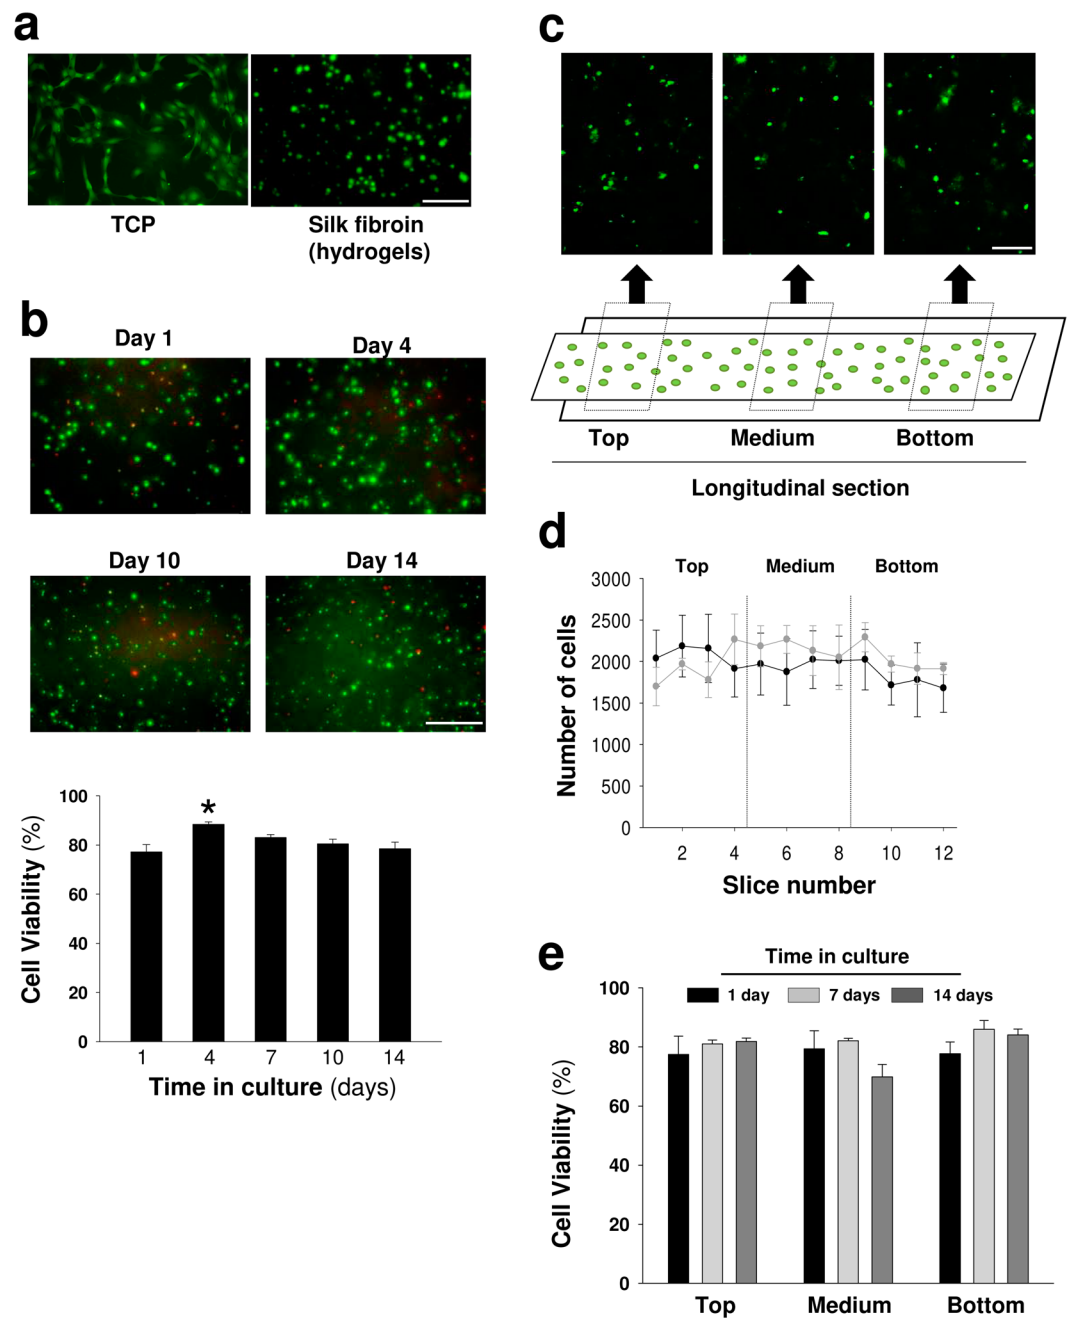 a
TCP
Silk fibroin
(hydrogels)
b
Day 1
Day 4
Day 10
Day 14
100
80
60
40
20
0
Cell Viability (%)
*
1 4 7 10 14
Time in culture (days)
c
Top Medium Bottom
Longitudinal section
d
Top Medium Bottom
3000
2500
2000
1500
1000
500
0
Number of cells
2 4 6 8 10 12
Slice number
e
Time in culture
1 day 7 days 14 days
100
80
60
40
20
0
Cell Viability (%)
Top Medium Bottom